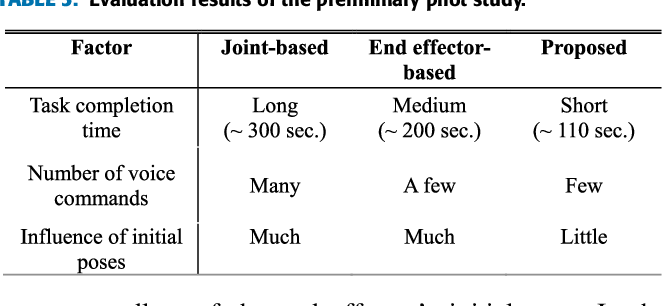 TABLE 3. Evaluation results of the preliminary pilot study.
Factor Joint-based End effector- Proposed
based
Task completion Long Medium Short
time (~ 300 sec.) (~ 200 sec.) (~ 110 sec.)
Number of voice Many A few Few
commands
Influence of initial Much Much Little
poses